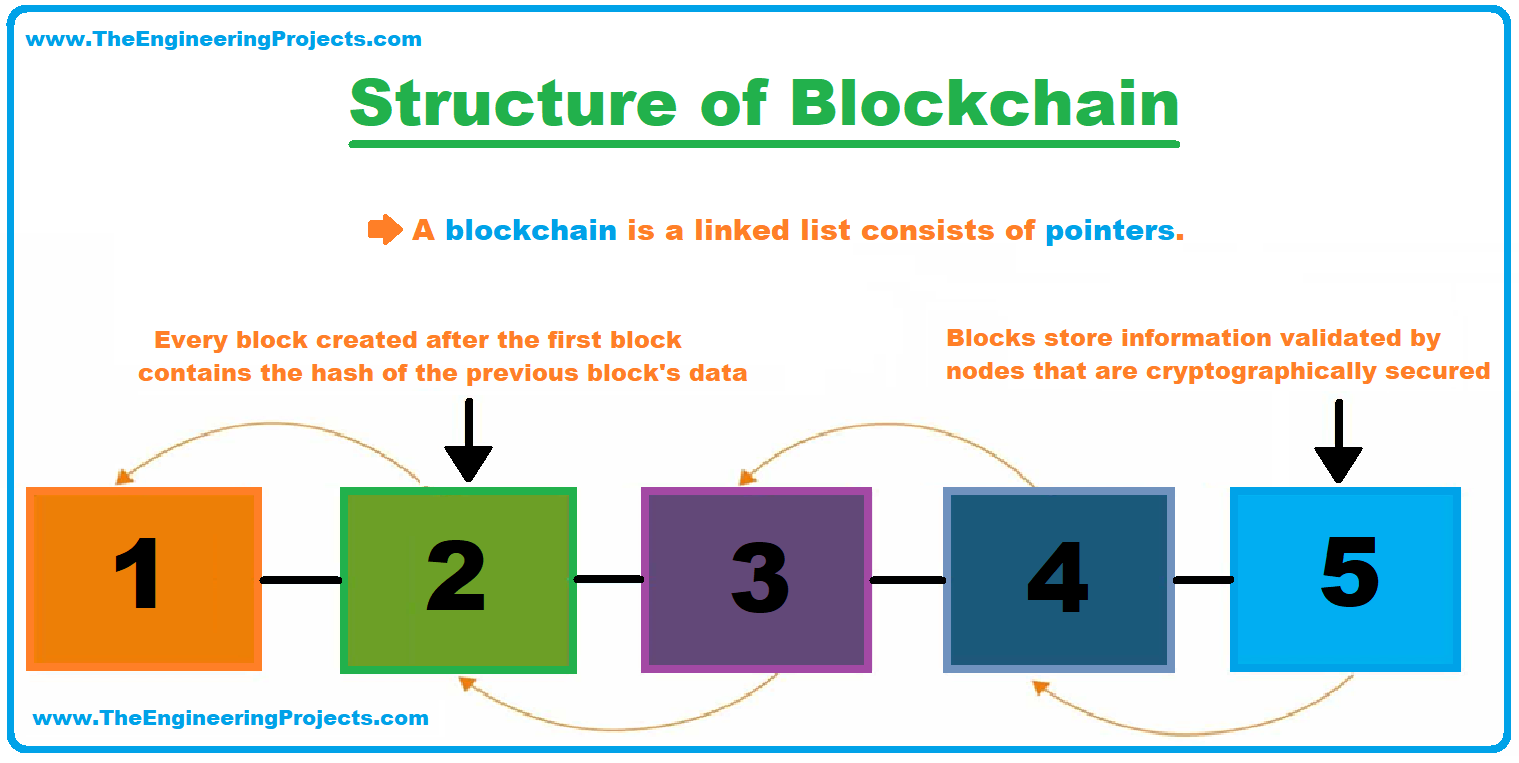 www.TheEngineeringProjects.com
Structure of Blockchain
A blockchain is a linked list consists of pointers.
Every block created after the first block
contains the hash of the previous block's data
Blocks store information validated by
nodes that are cryptographically secured
1
2
3
4
5
www.TheEngineeringProjects.com